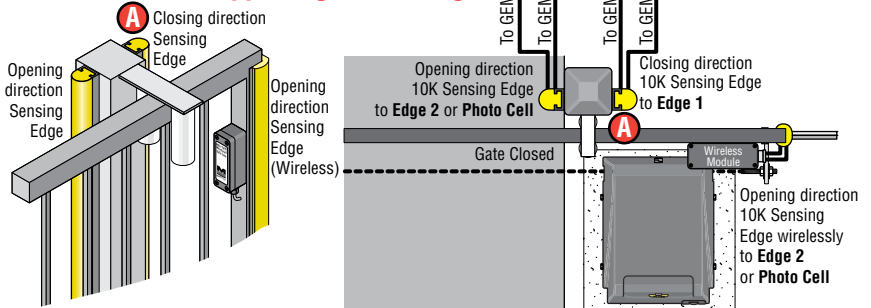 A Closing direction
Sensing
Edge
Opening
direction
Sensing
Edge
Opening
direction
Sensing
Edge
(Wireless)
To GEN
To GEN
To GEN
To GEN
Opening direction
10K Sensing Edge
to Edge 2 or Photo Cell
Closing direction
10K Sensing Edge
to Edge 1
A
Gate Closed
Wireless
Module
Opening direction
10K Sensing
Edge wirelessly
to Edge 2
or Photo Cell